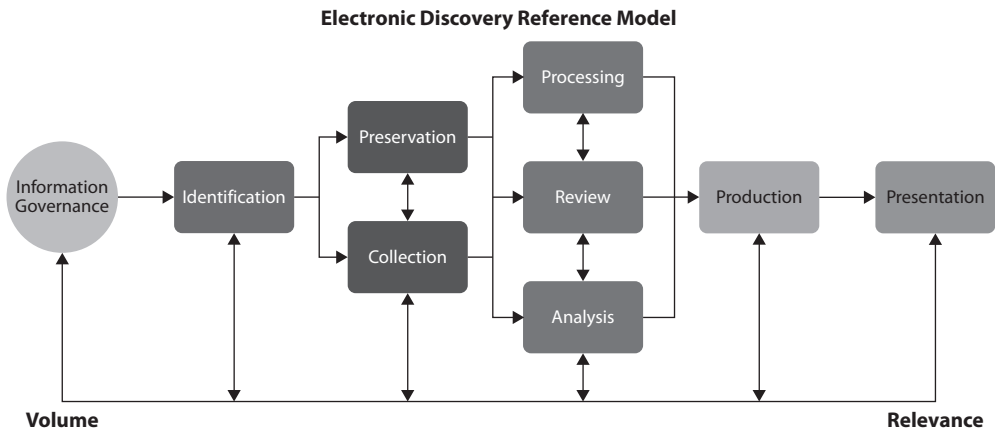 Electronic Discovery Reference Model
Information
Governance
Identification
Preservation
Collection
Processing
Review
Analysis
Production
Presentation
Volume
Relevance